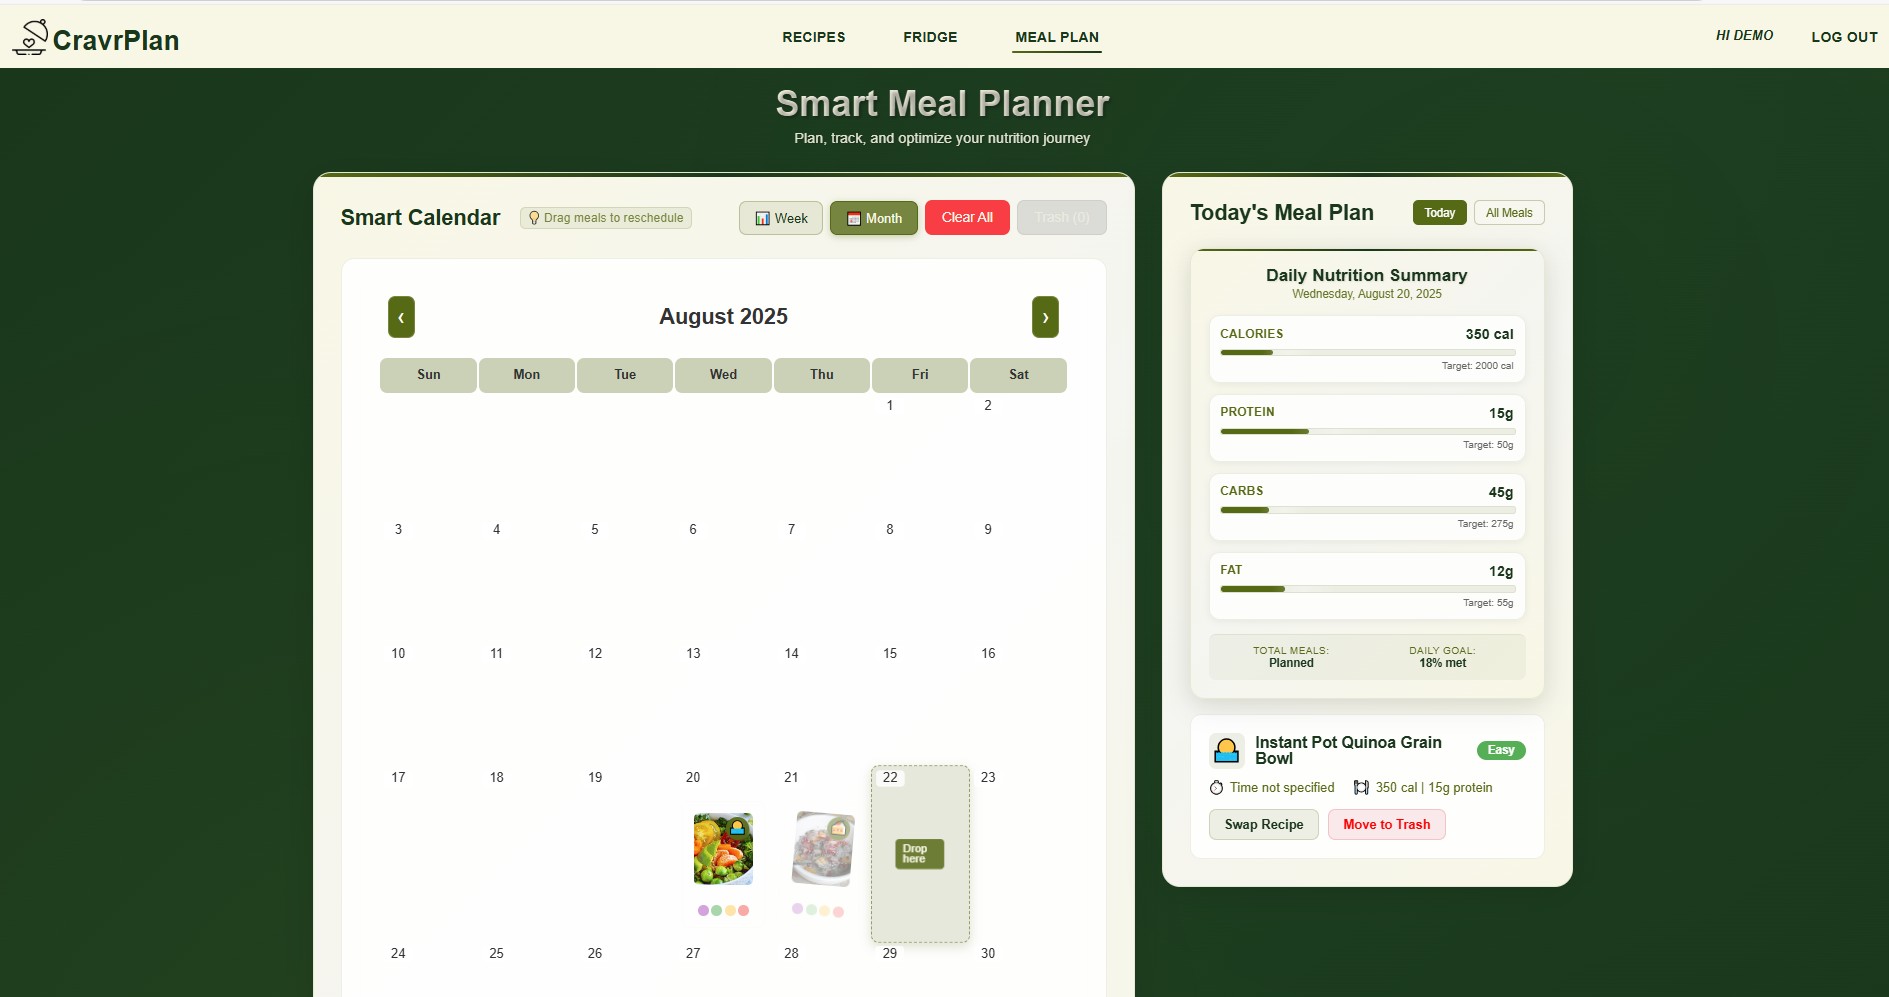 CravrPlan
RECIPES
FRIDGE
MEAL PLAN
HI DEMO
LOG OUT
Smart Meal Planner
Plan, track, and optimize your nutrition journey
Smart Calendar
Drag meals to reschedule
Week
Month
Clear All
Trash (0)
August 2025
Sun Mon Tue Wed Thu Fri Sat
1 2
3 4 5 6 7 8 9
10 11 12 13 14 15 16
17 18 19 20 21 22 23
Drop
here
24 25 26 27 28 29 30
Today's Meal Plan
Today
All Meals
Daily Nutrition Summary
Wednesday, August 20, 2025
CALORIES 350 cal
Target: 2000 cal
PROTEIN 15g
Target: 50g
CARBS 45g
Target: 275g
FAT 12g
Target: 55g
TOTAL MEALS: DAILY GOAL:
Planned 18% met
Instant Pot Quinoa Grain
Bowl
Easy
Time not specified 350 cal | 15g protein
Swap Recipe Move to Trash